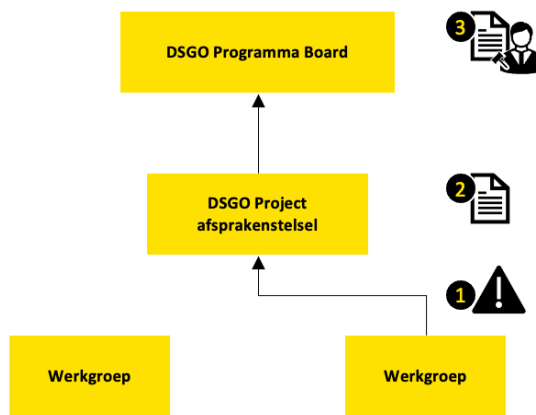 DSGO Programma Board
3
DSGO Project
afsprakenstelsel
2
1
Werkgroep
Werkgroep